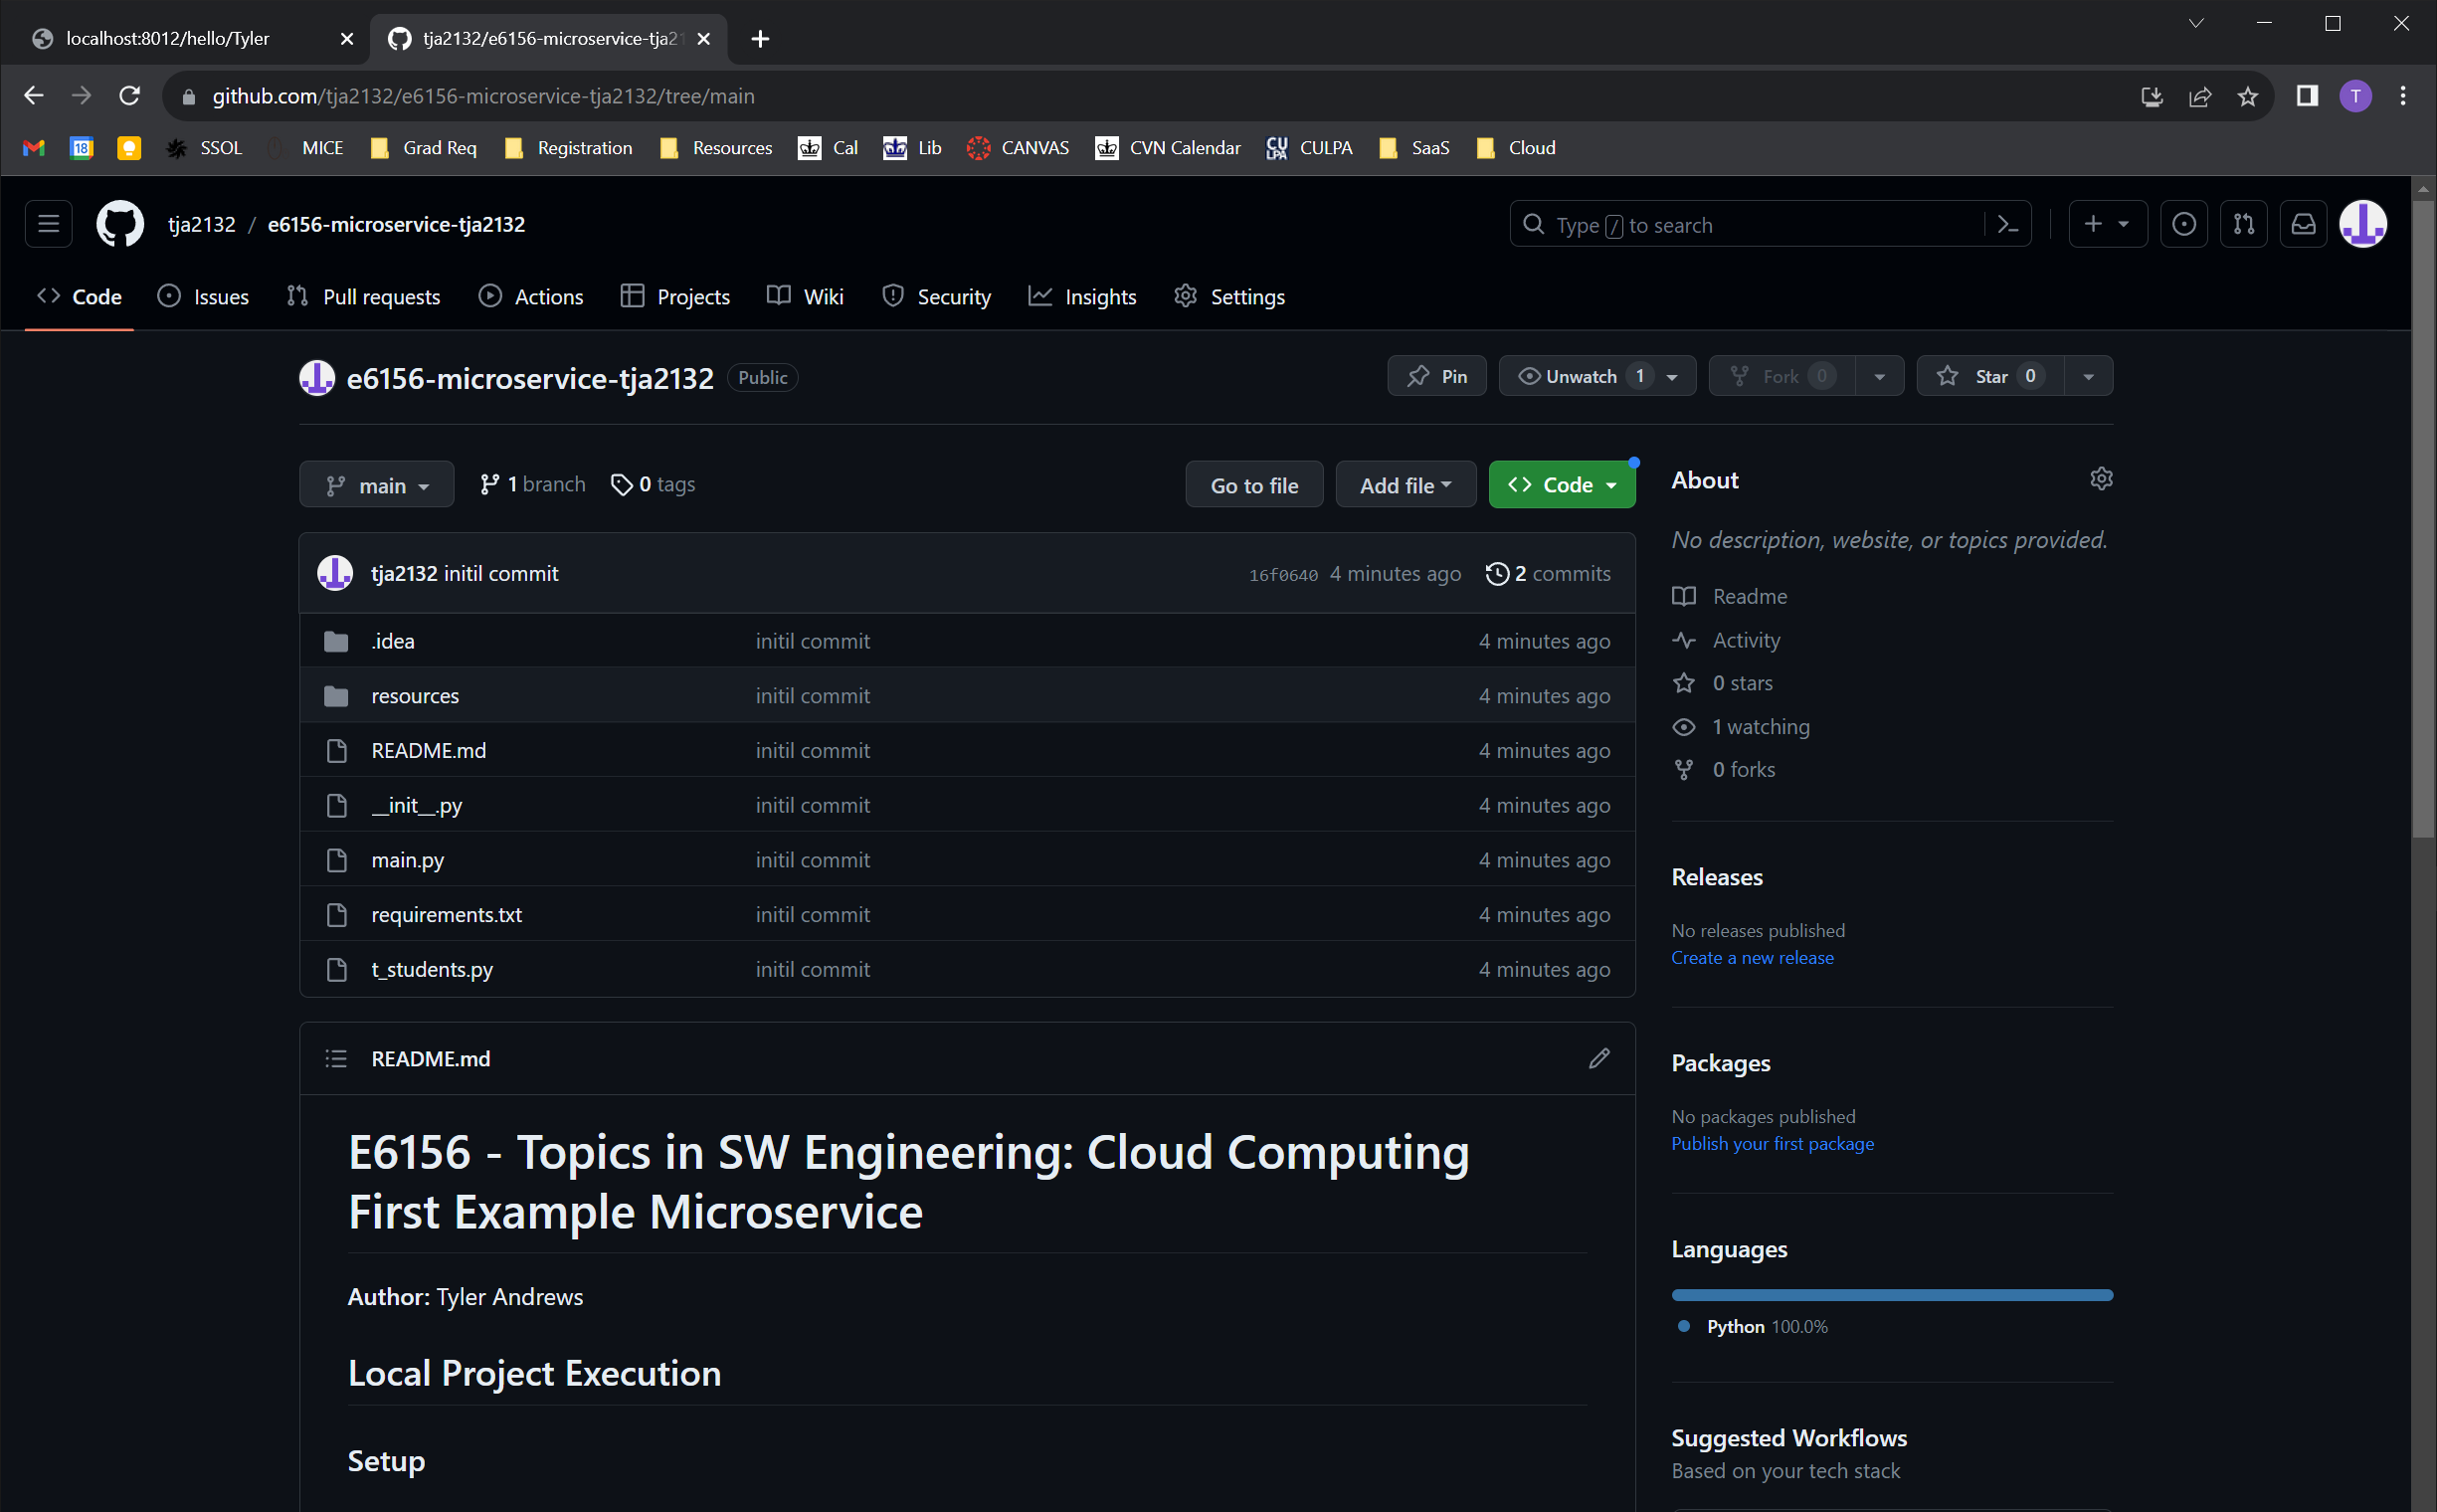 localhost:8012/hello/Tyler
tja2132/e6156-microservice-tja21
github.com/tja2132/e6156-microservice-tja2132/tree/main
T
18 SSOL MICE Grad Req Registration Resources Cal Lib CANVAS CVN Calendar CULPA CULPA SaaS Cloud
tja2132 / e6156-microservice-tja2132
Type / to search
Code Issues Pull requests Actions Projects Wiki Security Insights Settings
e6156-microservice-tja2132 Public
Pin Unwatch 1 Fork 0 Star 0
main 1 branch 0 tags
Go to file Add file Code
tja2132 initil commit 16f0640 4 minutes ago 2 commits
.idea initil commit 4 minutes ago
resources initil commit 4 minutes ago
README.md initil commit 4 minutes ago
__init__.py initil commit 4 minutes ago
main.py initil commit 4 minutes ago
requirements.txt initil commit 4 minutes ago
t_students.py initil commit 4 minutes ago
README.md
E6156 - Topics in SW Engineering: Cloud Computing
First Example Microservice
Author: Tyler Andrews
Local Project Execution
Setup
About
No description, website, or topics provided.
Readme
Activity
0 stars
1 watching
0 forks
Releases
No releases published
Create a new release
Packages
No packages published
Publish your first package
Languages
Python 100.0%
Suggested Workflows
Based on your tech stack